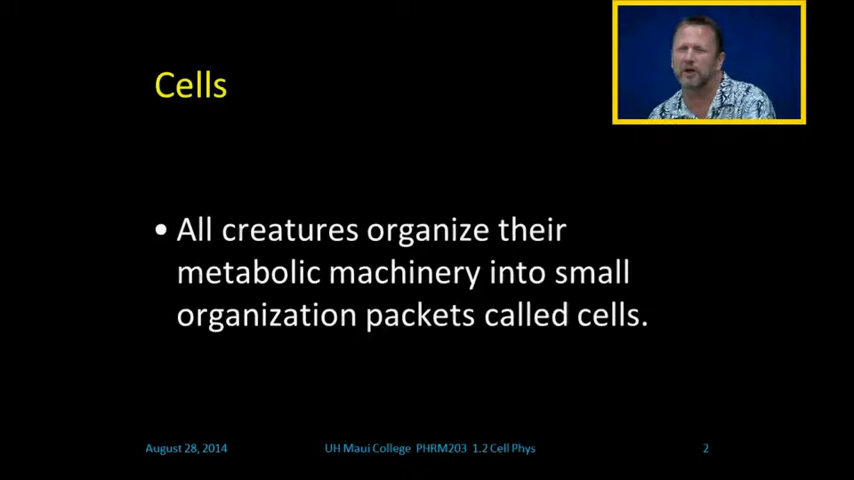 Cells
• All creatures organize their
metabolic machinery into small
organization packets called cells.
August 28, 2014 UH Maui College PHRM203 1.2 Cell Phys 2